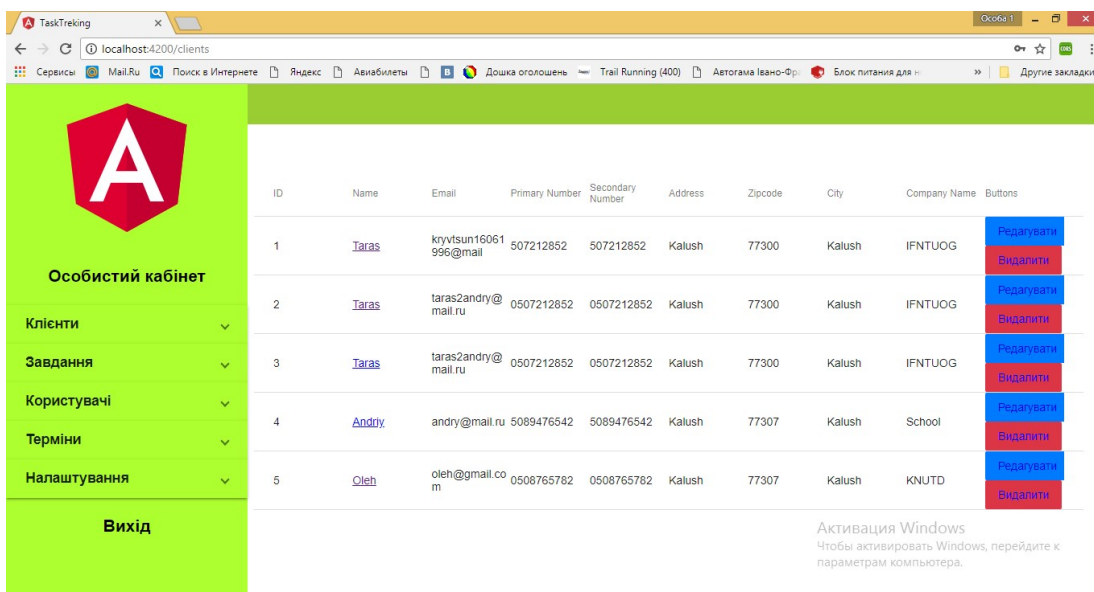 TaskTreking
Особа 1
localhost:4200/clients
Сервисы Mail.Ru Поиск в Интернете Яндекс Авиабилеты Дошка оголошень Trail Running (400) Автогама Івано-Фра Блок питания для н » Другие закладки
A
Особистий кабінет
Клієнти
Завдання
Користувачі
Терміни
Налаштування
Вихід
ID Name Email Primary Number Secondary Number Address Zipcode City Company Name Buttons
1 Taras kryvtsun16061996@mail 507212852 507212852 Kalush 77300 Kalush IFNTUOG Редагувати
Видалити
2 Taras taras2andry@mail.ru 0507212852 0507212852 Kalush 77300 Kalush IFNTUOG Редагувати
Видалити
3 Taras taras2andry@mail.ru 0507212852 0507212852 Kalush 77300 Kalush IFNTUOG Редагувати
Видалити
4 Andriy andry@mail.ru 5089476542 5089476542 Kalush 77307 Kalush School Редагувати
Видалити
5 Oleh oleh@gmail.com 0508765782 0508765782 Kalush 77307 Kalush KNUTD Редагувати
Видалити
Активация Windows
Чтобы активировать Windows, перейдите к
параметрам компьютера.